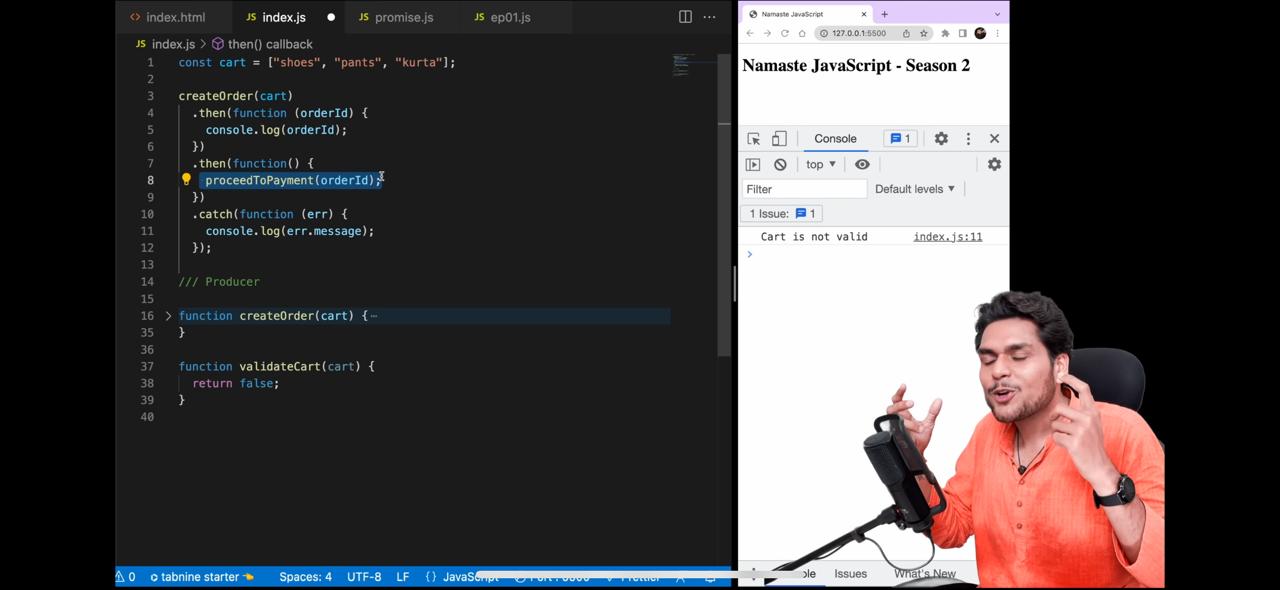 index.html
JS index.js
JS promise.js
JS ep01.js
JS index.js > then() callback
1 const cart = ["shoes", "pants", "kurta"];
2
3 createOrder(cart)
4 .then(function (orderId) {
5 console.log(orderId);
6 })
7 .then(function() {
8 proceedToPayment(orderId);
9 })
10 .catch(function (err) {
11 console.log(err.message);
12 });
13
14 /// Producer
15
16 > function createOrder(cart) {⋯
35 }
36
37 function validateCart(cart) {
38 return false;
39 }
40
0 tabnine starter Spaces: 4 UTF-8 LF {} JavaScript
Namaste JavaScript
127.0.0.1:5500
Namaste JavaScript - Season 2
Console 1
top ▼
Filter Default levels ▼
1 Issue: 1
Cart is not valid index.js:11
>
Issues What's New